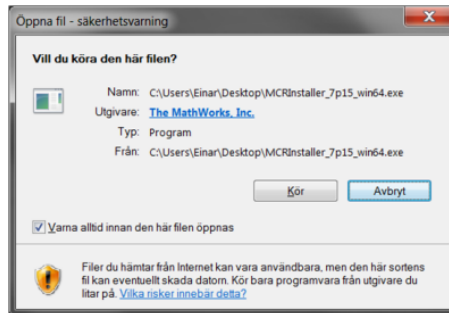 Öppna fil - säkerhetsvarning
Vill du köra den här filen?
Namn: C:\Users\Einar\Desktop\MCRInstaller_7p15_win64.exe
Utgivare: The MathWorks, Inc.
Typ: Program
Från: C:\Users\Einar\Desktop\MCRInstaller_7p15_win64.exe
Kör Avbryt
Varna alltid innan den här filen öppnas
Filer du hämtar från Internet kan vara användbara, men den här sortens
fil kan eventuellt skada datorn. Kör bara programvara från utgivare du
litar på. Vilka risker innebär detta?